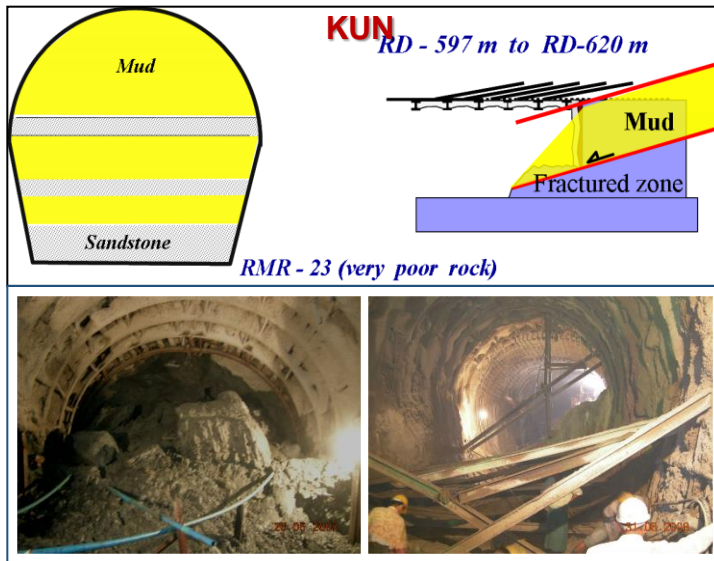 KUN
RD - 597 m to RD-620 m
Mud
Mud
Fractured zone
Sandstone
RMR - 23 (very poor rock)